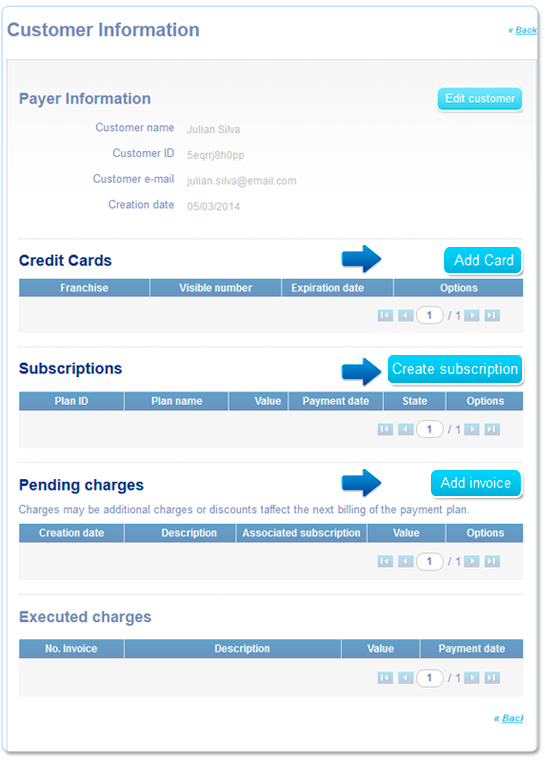 Customer Information
« Back
Payer Information
Edit customer
Customer name Julian Silva
Customer ID 5eqrrj8h0pp
Customer e-mail julian.silva@email.com
Creation date 05/03/2014
Credit Cards
Add Card
Franchise Visible number Expiration date Options
1 / 1
Subscriptions
Create subscription
Plan ID Plan name Value Payment date State Options
1 / 1
Pending charges
Add invoice
Charges may be additional charges or discounts taffect the next billing of the payment plan.
Creation date Description Associated subscription Value Options
1 / 1
Executed charges
No. Invoice Description Value Payment date
1 / 1
« Back